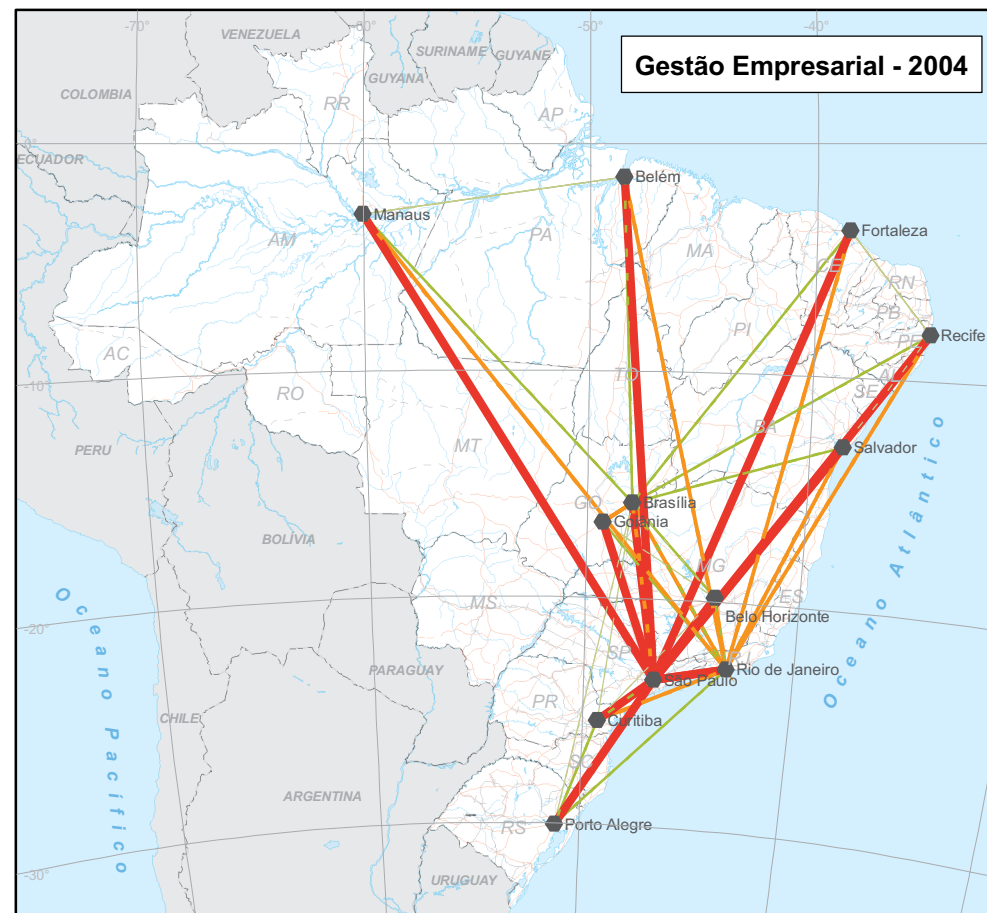 -70°
-60°
-50°
-40°
Gestão Empresarial - 2004
VENEZUELA
SURINAME
GUYANE
GUYANA
COLOMBIA
RR
AP
0°
ECUADOR
Belém
Manaus
Fortaleza
AM
PA
MA
CE
RN
PB
PI
PE
Recife
AC
TO
AL
-10°
RO
SE
BA
MT
PERU
Salvador
GO
Brasília
Goiânia
BOLÍVIA
MG
ES
Belo Horizonte
MS
-20°
SP
RJ
Rio de Janeiro
PARAGUAY
São Paulo
PR
CHILE
Curitiba
SC
ARGENTINA
RS
Porto Alegre
-30°
URUGUAY
Oceano Pacífico
Oceano Atlântico